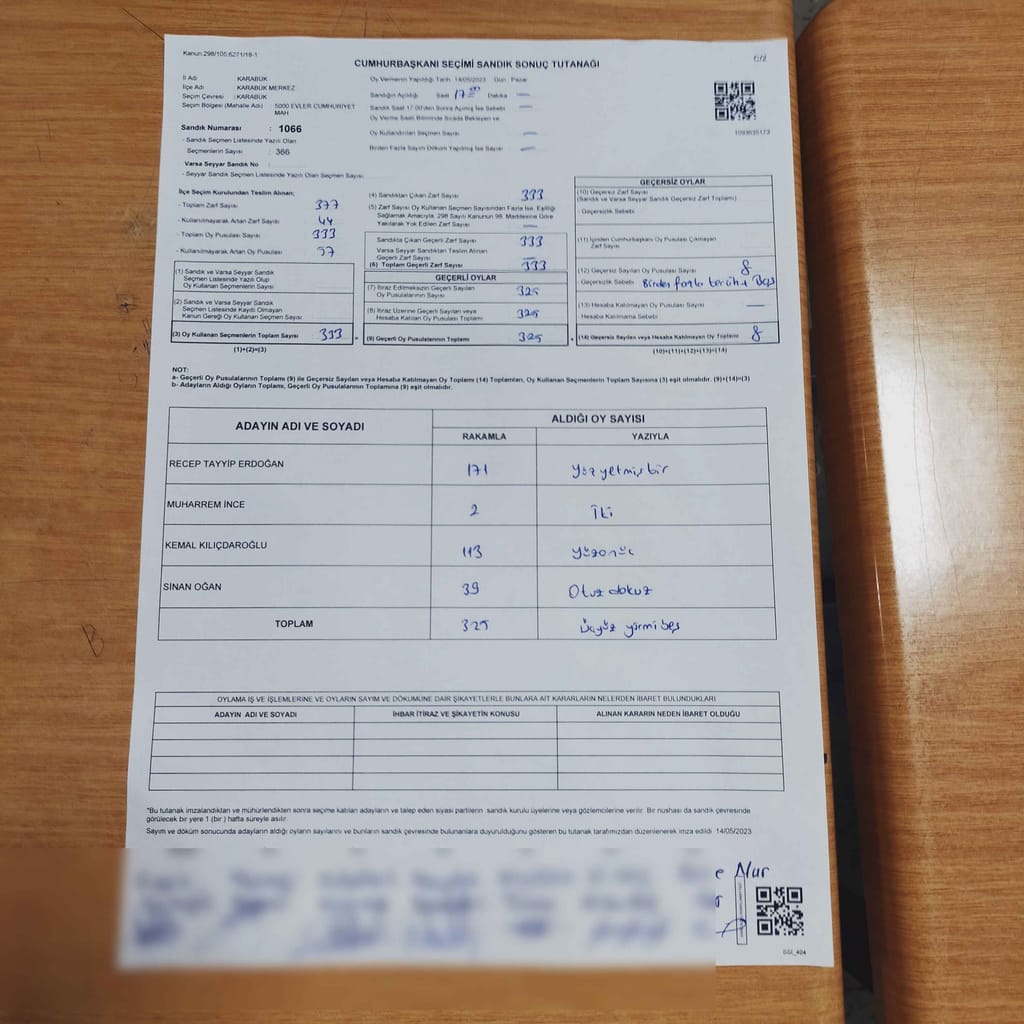 Kanun:298/105;6271/18-1
CUMHURBAŞKANI SEÇİMİ SANDIK SONUÇ TUTANAĞI
İl Adı : KARABÜK
İlçe Adı : KARABÜK MERKEZ
Seçim Çevresi : KARABÜK
Seçim Bölgesi (Mahalle Adı) : 5000 EVLER CUMHURİYET
MAH
Sandık Numarası : 1066
- Sandık Seçmen Listesinde Yazılı Olan
Seçmenlerin Sayısı : 366
Varsa Seyyar Sandık No :
- Seyyar Sandık Seçmen Listesinde Yazılı Olan Seçmen Sayısı
Oy Vermenin Yapıldığı Tarih 14/05/2023 Gün : Pazar
Sandığın Açıldığı Saat 17 00 Dakika —
Sandık Saat 17.00'den Sonra Açılmış İse Sebebi —
Oy Verme Saati Bitiminde Sırada Bekleyen ve
Oy Kullandırılan Seçmen Sayısı —
Birden Fazla Sayım Döküm Yapılmış İse Sayısı —
1093635173
İlçe Seçim Kurulundan Teslim Alınan;
- Toplam Zarf Sayısı 377
- Kullanılmayarak Artan Zarf Sayısı 44
- Toplam Oy Pusulası Sayısı 333
- Kullanılmayarak Artan Oy Pusulası
(1) Sandık ve Varsa Seyyar Sandık
Seçmen Listesinde Yazılı Olup
Oy Kullanan Seçmenlerin Sayısı
(2) Sandık ve Varsa Seyyar Sandık
Seçmen Listesinde Kayıtlı Olmayan
Kanun Gereği Oy Kullanan Seçmen Sayısı
(3) Oy Kullanan Seçmenlerin Toplam Sayısı 333
(1)+(2)=(3)
(4) Sandıktan Çıkan Zarf Sayısı 333
(5) Zarf Sayısı Oy Kullanan Seçmen Sayısından Fazla İse, Eşitliği
Sağlamak Amacıyla; 298 Sayılı Kanunun 98. Maddesine Göre
Yakılarak Yok Edilen Zarf Sayısı —
Sandıkta Çıkan Geçerli Zarf Sayısı 333
Varsa Seyyar Sandıktan Teslim Alınan
Geçerli Zarf Sayısı —
(6) Toplam Geçerli Zarf Sayısı 333
GEÇERLİ OYLAR
(7) İtiraz Edilmeksizin Geçerli Sayılan
Oy Pusulalarının Sayısı 325
(8) İtiraz Üzerine Geçerli Sayılan veya
Hesaba Katılan Oy Pusulası Toplamı 325
(9) Geçerli Oy Pusulalarının Toplamı 325
GEÇERSİZ OYLAR
(10) Geçersiz Zarf Sayısı
(Sandık ve Varsa Seyyar Sandık Geçersiz Zarf Toplamı)
- Geçersizlik Sebebi
(11) İçinden Cumhurbaşkanı Oy Pusulası Çıkmayan
Zarf Sayısı
(12) Geçersiz Sayılan Oy Pusulası Sayısı 8
- Geçersizlik Sebebi Birden fazla
(13) Hesaba Katılmayan Oy Pusulası Sayısı —
- Hesaba Katılmama Sebebi
(14) Geçersiz Sayılan veya Hesaba Katılmayan Oy Toplamı 8
(10)+(11)+(12)+(13)=(14)
NOT:
a- Geçerli Oy Pusulalarının Toplamı (9) ile Geçersiz Sayılan veya Hesaba Katılmayan Oy Toplamı (14) Toplamları, Oy Kullanan Seçmenlerin Toplam Sayısına (3) eşit olmalıdır. (9)+(14)=(3)
b- Adayların Aldığı Oyların Toplamı, Geçerli Oy Pusulalarının Toplamına (9) eşit olmalıdır.
ADAYIN ADI VE SOYADI ALDIĞI OY SAYISI
RAKAMLA YAZIYLA
RECEP TAYYİP ERDOĞAN 171 Yüz yetmiş bir
MUHARREM İNCE 2 İki
KEMAL KILIÇDAROĞLU 113 Yüzonüç
SİNAN OĞAN 39 Otuz dokuz
TOPLAM 325 Üçyüz yirmi beş
OYLAMA İŞ VE İŞLEMLERİNE VE OYLARIN SAYIM VE DÖKÜMÜNE DAİR ŞİKAYETLERLE BUNLARA AİT KARARLARIN NELERDEN İBARET BULUNDUKLARI
ADAYIN ADI VE SOYADI İHBAR İTİRAZ VE ŞİKAYETİN KONUSU ALINAN KARARIN NEDEN İBARET OLDUĞU
"Bu tutanak imzalandıktan ve mühürlendikten sonra seçime katılan adayların ve talep eden siyasi partilerin sandık kurulu üyelerine veya gözlemcilerine verilir. Bir nüshası da sandık çevresinde
görülecek bir yere 1 (bir ) hafta süreyle asılır.
Sayım ve döküm sonucunda adayların aldığı oyların sayılarını ve bunların sandık çevresinde bulunanlara duyurulduğunu gösteren bu tutanak tarafımızdan düzenlenerek imza edildi 14/05/2023
e Nur